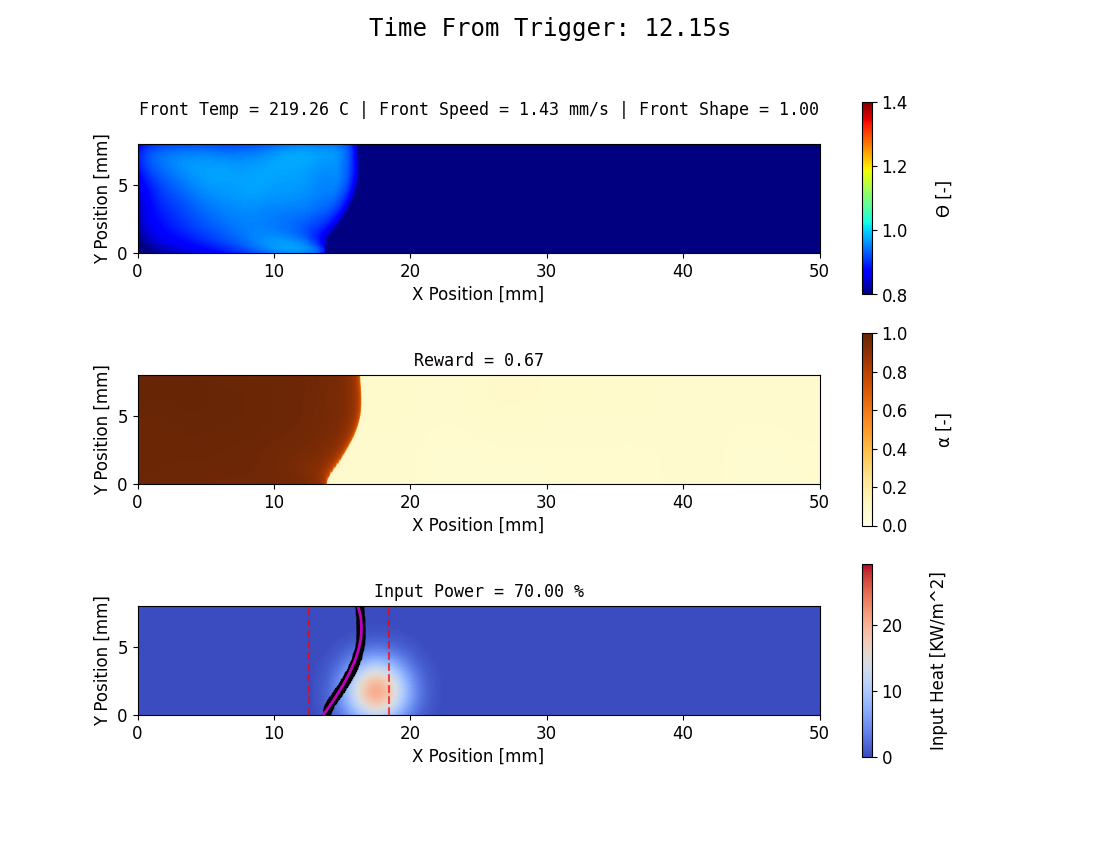 Time From Trigger: 12.15s
Front Temp = 219.26 C | Front Speed = 1.43 mm/s | Front Shape = 1.00
Y Position [mm]
5
0
0 10 20 30 40 50
X Position [mm]
1.4
1.2
1.0
0.8
Θ [-]
Reward = 0.67
Y Position [mm]
5
0
0 10 20 30 40 50
X Position [mm]
1.0
0.8
0.6
0.4
0.2
0.0
α [-]
Input Power = 70.00 %
Y Position [mm]
5
0
0 10 20 30 40 50
X Position [mm]
20
10
0
Input Heat [KW/m^2]